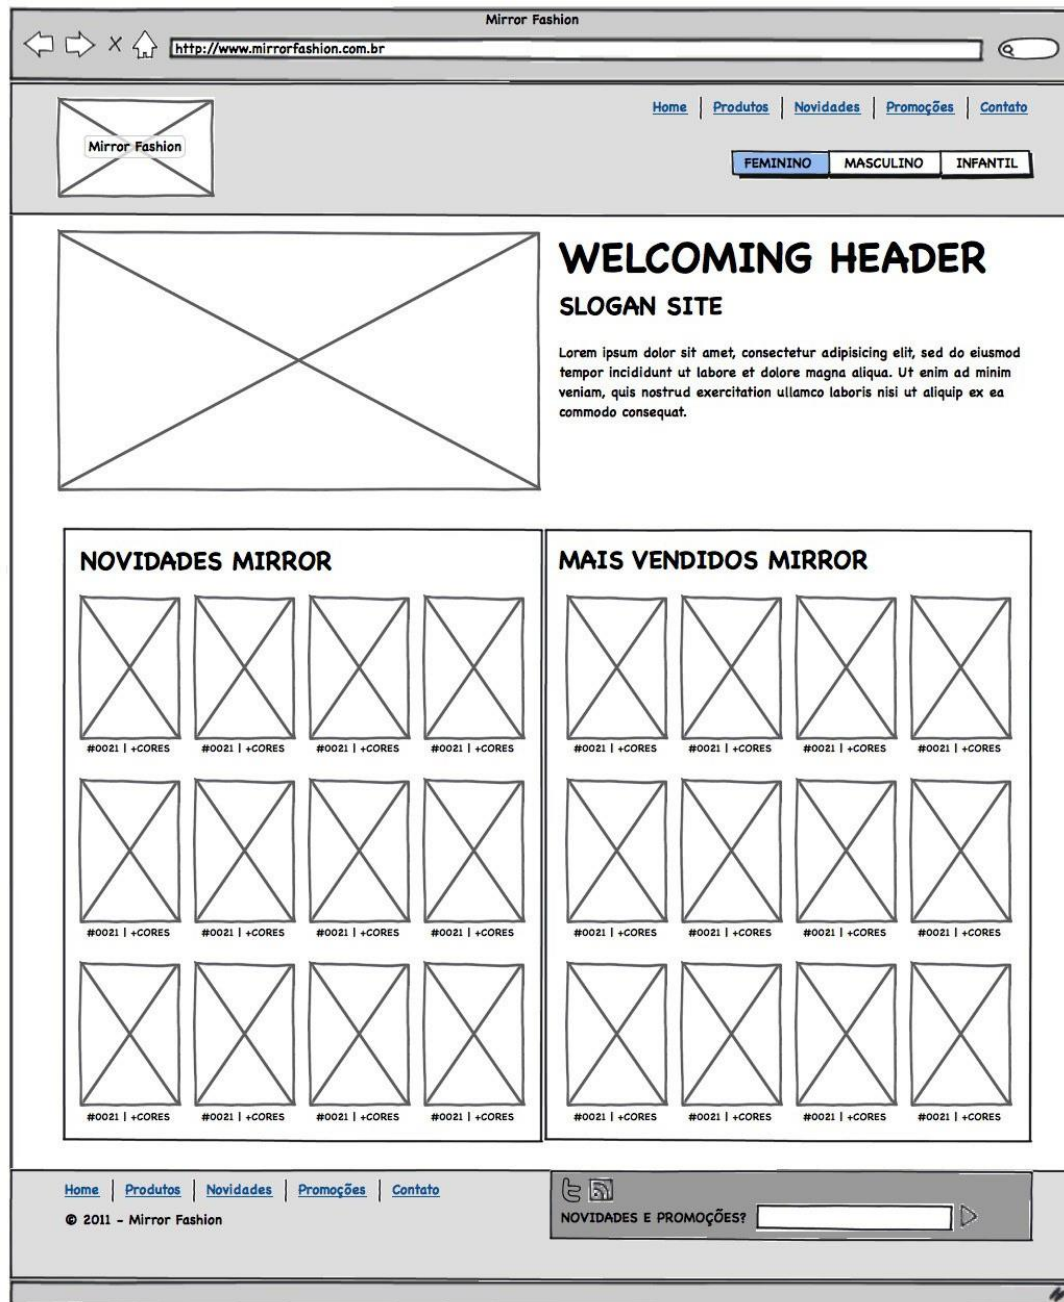 Mirror Fashion
http://www.mirrorfashion.com.br
Home | Produtos | Novidades | Promoções | Contato
Mirror Fashion
FEMININO MASCULINO INFANTIL
WELCOMING HEADER
SLOGAN SITE
Lorem ipsum dolor sit amet, consectetur adipisicing elit, sed do eiusmod
tempor incididunt ut labore et dolore magna aliqua. Ut enim ad minim
veniam, quis nostrud exercitation ullamco laboris nisi ut aliquip ex ea
commodo consequat.
NOVIDADES MIRROR
#0021 | +CORES #0021 | +CORES #0021 | +CORES #0021 | +CORES
#0021 | +CORES #0021 | +CORES #0021 | +CORES #0021 | +CORES
#0021 | +CORES #0021 | +CORES #0021 | +CORES #0021 | +CORES
MAIS VENDIDOS MIRROR
#0021 | +CORES #0021 | +CORES #0021 | +CORES #0021 | +CORES
#0021 | +CORES #0021 | +CORES #0021 | +CORES #0021 | +CORES
#0021 | +CORES #0021 | +CORES #0021 | +CORES #0021 | +CORES
Home | Produtos | Novidades | Promoções | Contato
© 2011 - Mirror Fashion
NOVIDADES E PROMOÇÕES?